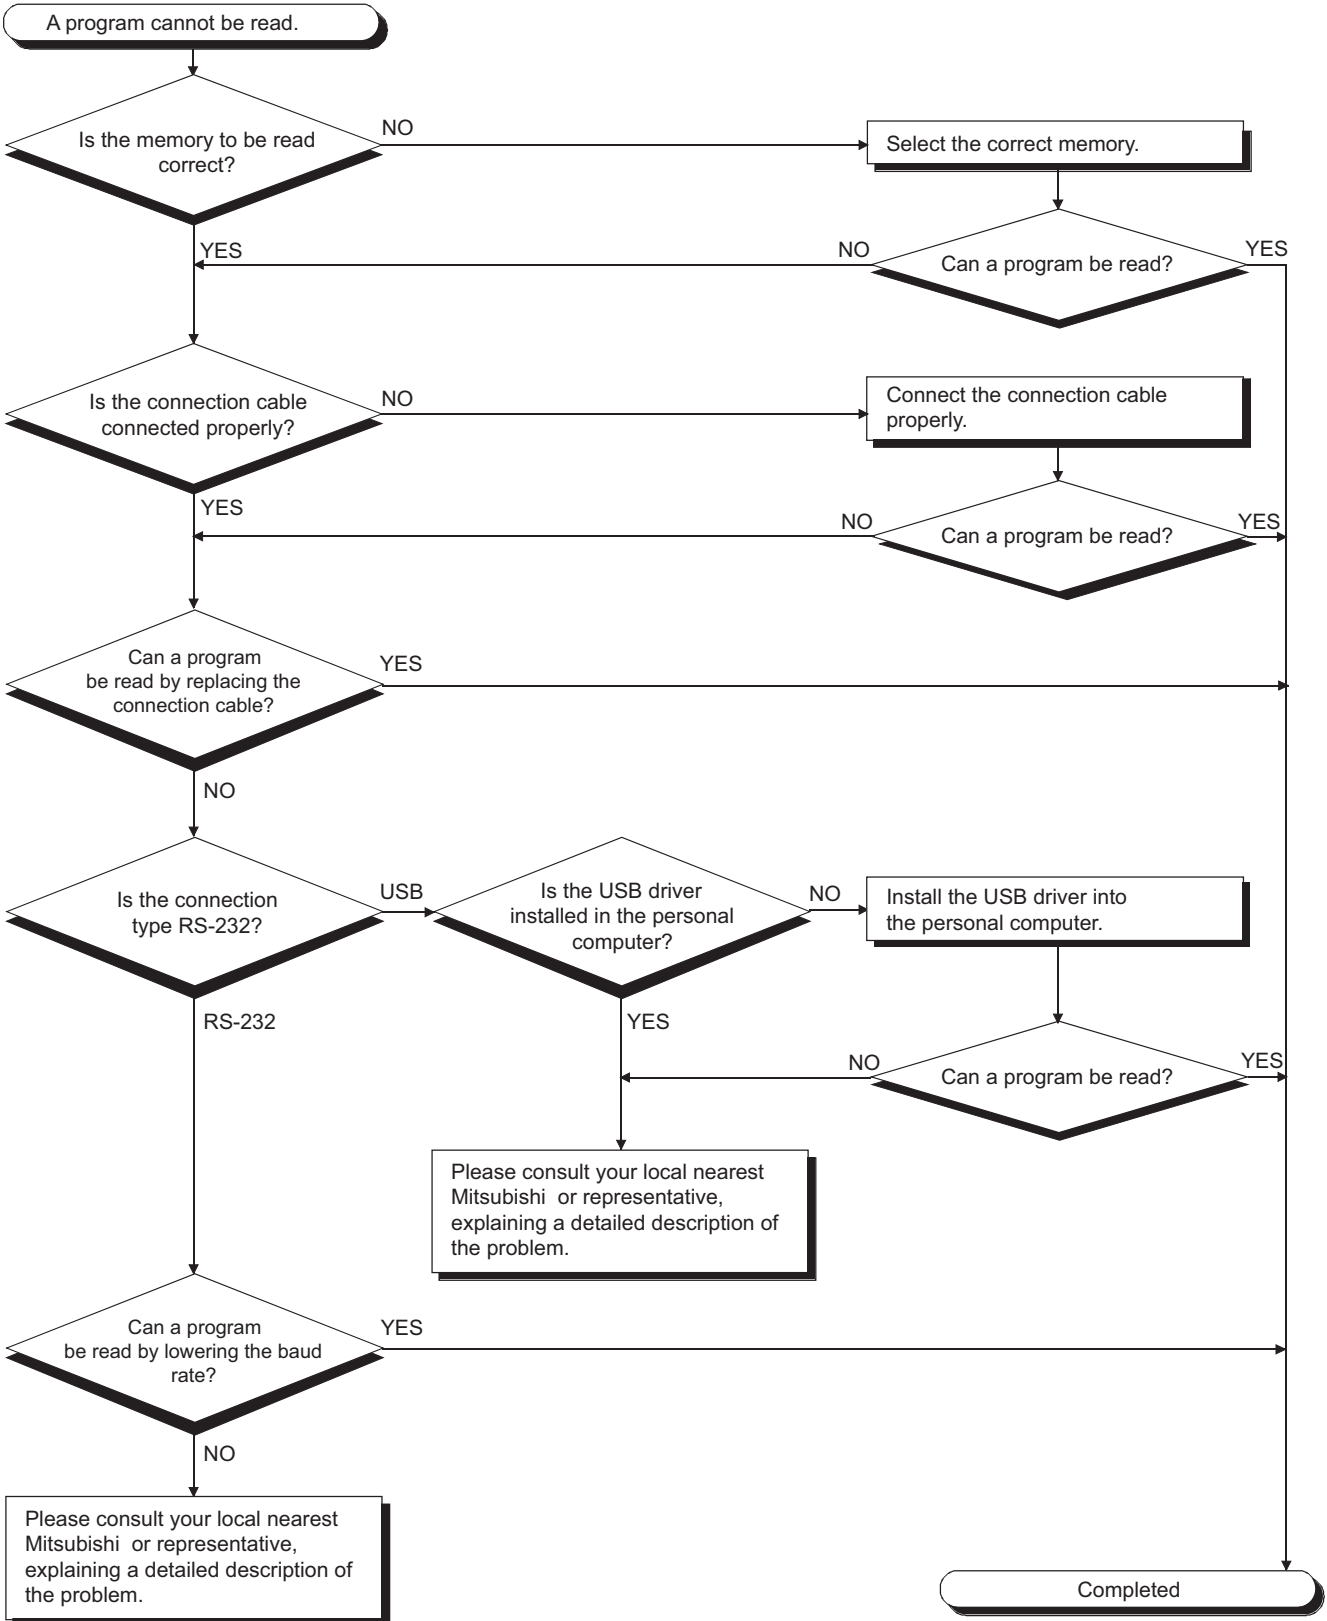 A program cannot be read.
Is the memory to be read
correct?
NO
Select the correct memory.
YES
NO
Can a program be read?
YES
Is the connection cable
connected properly?
NO
Connect the connection cable
properly.
YES
NO
Can a program be read?
YES
Can a program
be read by replacing the
connection cable?
YES
NO
Is the connection
type RS-232?
USB
Is the USB driver
installed in the personal
computer?
NO
Install the USB driver into
the personal computer.
RS-232
YES
NO
Can a program be read?
YES
Please consult your local nearest
Mitsubishi or representative,
explaining a detailed description of
the problem.
Can a program
be read by lowering the baud
rate?
YES
NO
Please consult your local nearest
Mitsubishi or representative,
explaining a detailed description of
the problem.
Completed